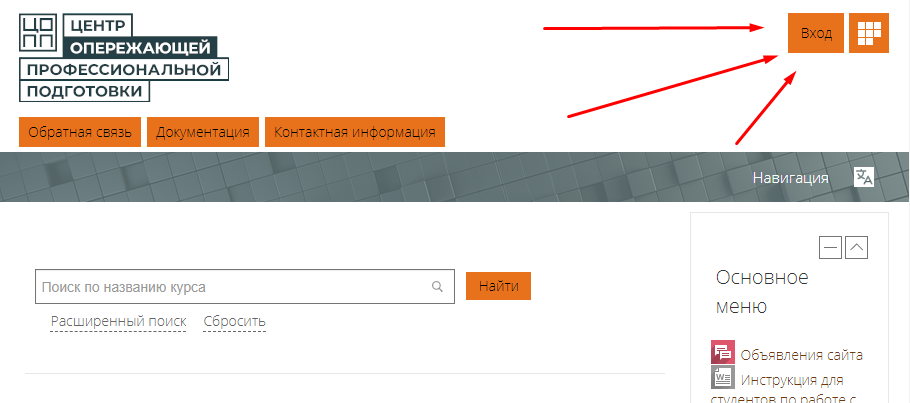 ЦОПП ЦЕНТР
ОПЕРЕЖАЮЩЕЙ
ПРОФЕССИОНАЛЬНОЙ
ПОДГОТОВКИ
Вход
Обратная связь Документация Контактная информация
Навигация
Поиск по названию курса Найти
Расширенный поиск Сбросить
Основное
меню
Объявления сайта
Инструкция для
студентов по работе с